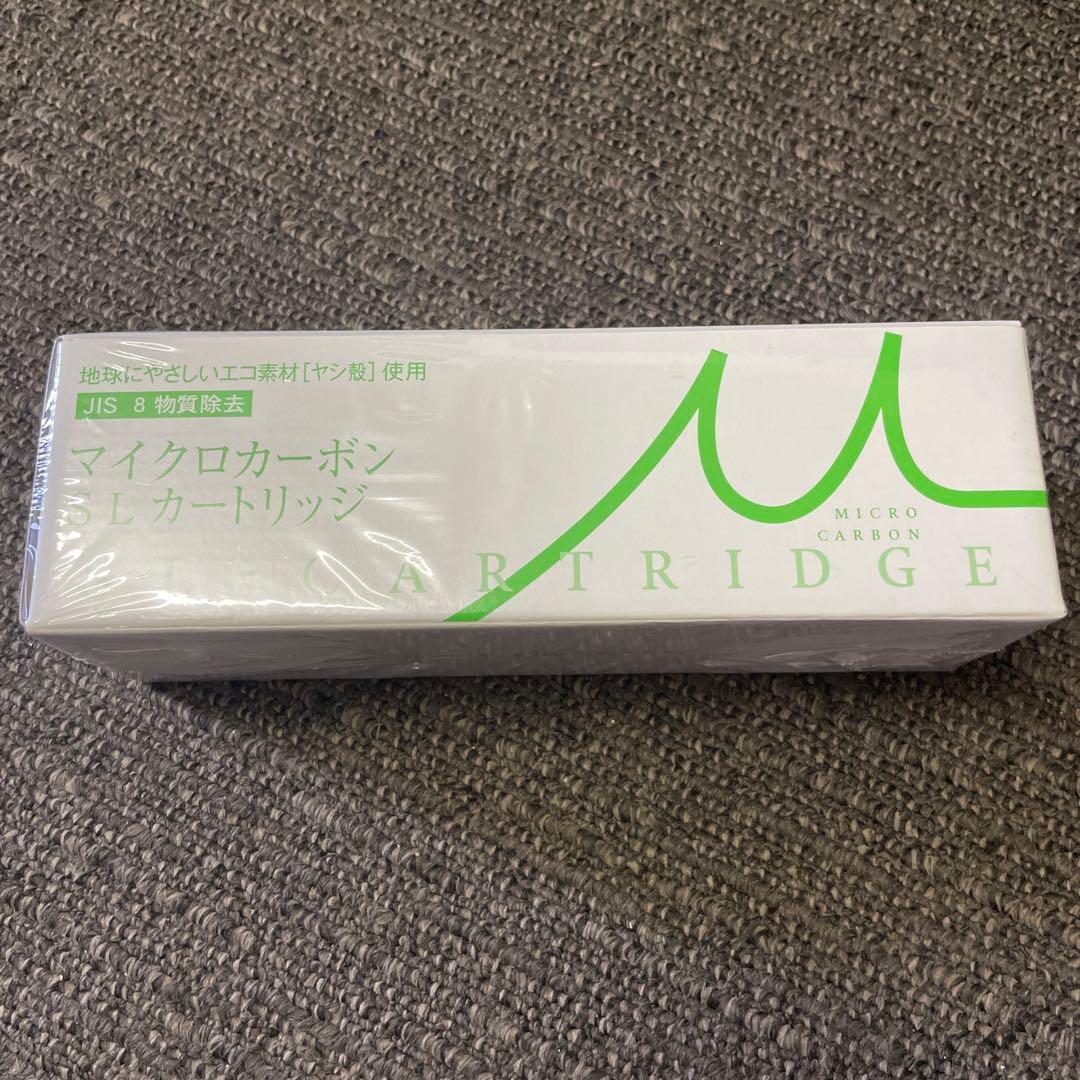 地球にやさしいエコ素材[ヤシ殻]使用
JIS 8 物質除去
マイクロカーボン
SL カートリッジ
MICRO
CARBON
CARTRIDGE